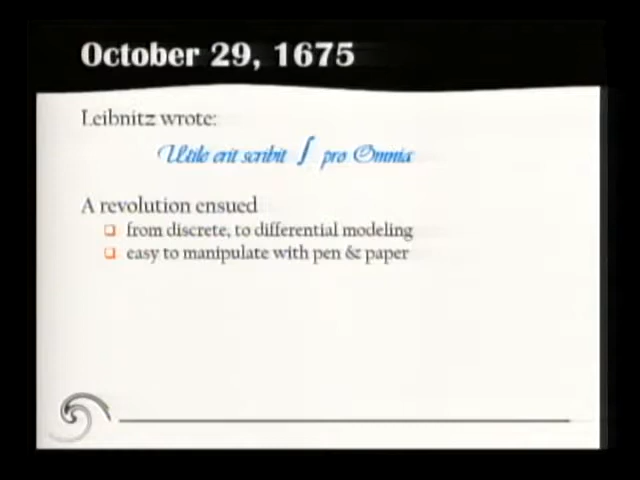 October 29, 1675
Leibnitz wrote:
Utile erit scribit ∫ pro Omnia
A revolution ensued
from discrete, to differential modeling
easy to manipulate with pen & paper